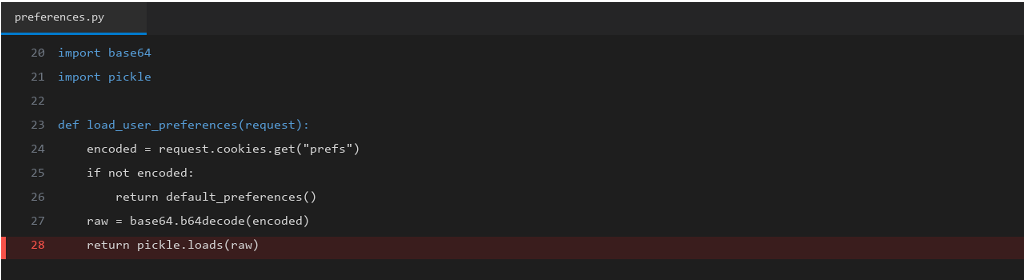 preferences.py
20 import base64
21 import pickle
22
23 def load_user_preferences(request):
24     encoded = request.cookies.get("prefs")
25     if not encoded:
26         return default_preferences()
27     raw = base64.b64decode(encoded)
28     return pickle.loads(raw)